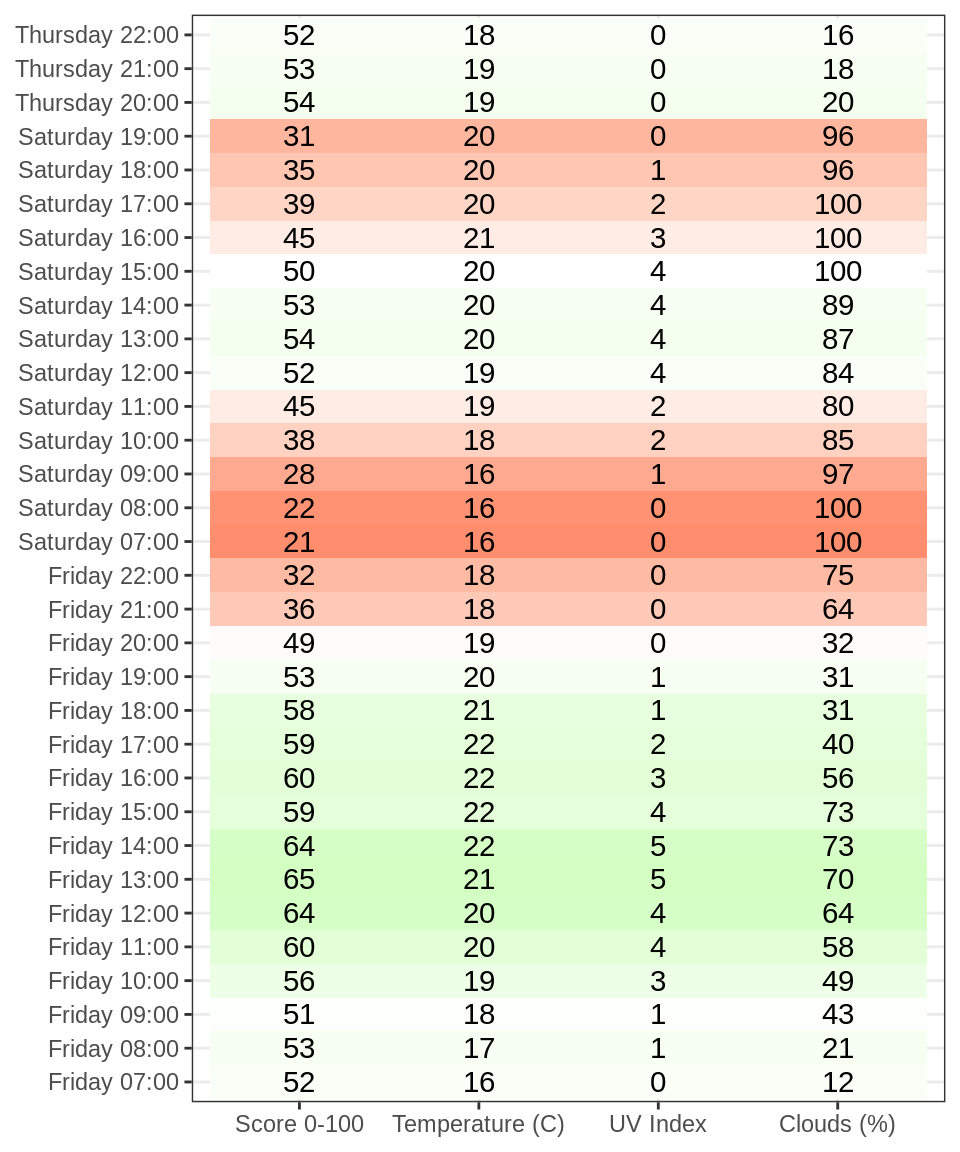 Thursday 22:00 52 18 0 16
Thursday 21:00 53 19 0 18
Thursday 20:00 54 19 0 20
Saturday 19:00 31 20 0 96
Saturday 18:00 35 20 1 96
Saturday 17:00 39 20 2 100
Saturday 16:00 45 21 3 100
Saturday 15:00 50 20 4 100
Saturday 14:00 53 20 4 89
Saturday 13:00 54 20 4 87
Saturday 12:00 52 19 4 84
Saturday 11:00 45 19 2 80
Saturday 10:00 38 18 2 85
Saturday 09:00 28 16 1 97
Saturday 08:00 22 16 0 100
Saturday 07:00 21 16 0 100
Friday 22:00 32 18 0 75
Friday 21:00 36 18 0 64
Friday 20:00 49 19 0 32
Friday 19:00 53 20 1 31
Friday 18:00 58 21 1 31
Friday 17:00 59 22 2 40
Friday 16:00 60 22 3 56
Friday 15:00 59 22 4 73
Friday 14:00 64 22 5 73
Friday 13:00 65 21 5 70
Friday 12:00 64 20 4 64
Friday 11:00 60 20 4 58
Friday 10:00 56 19 3 49
Friday 09:00 51 18 1 43
Friday 08:00 53 17 1 21
Friday 07:00 52 16 0 12
Score 0-100 Temperature (C) UV Index Clouds (%)